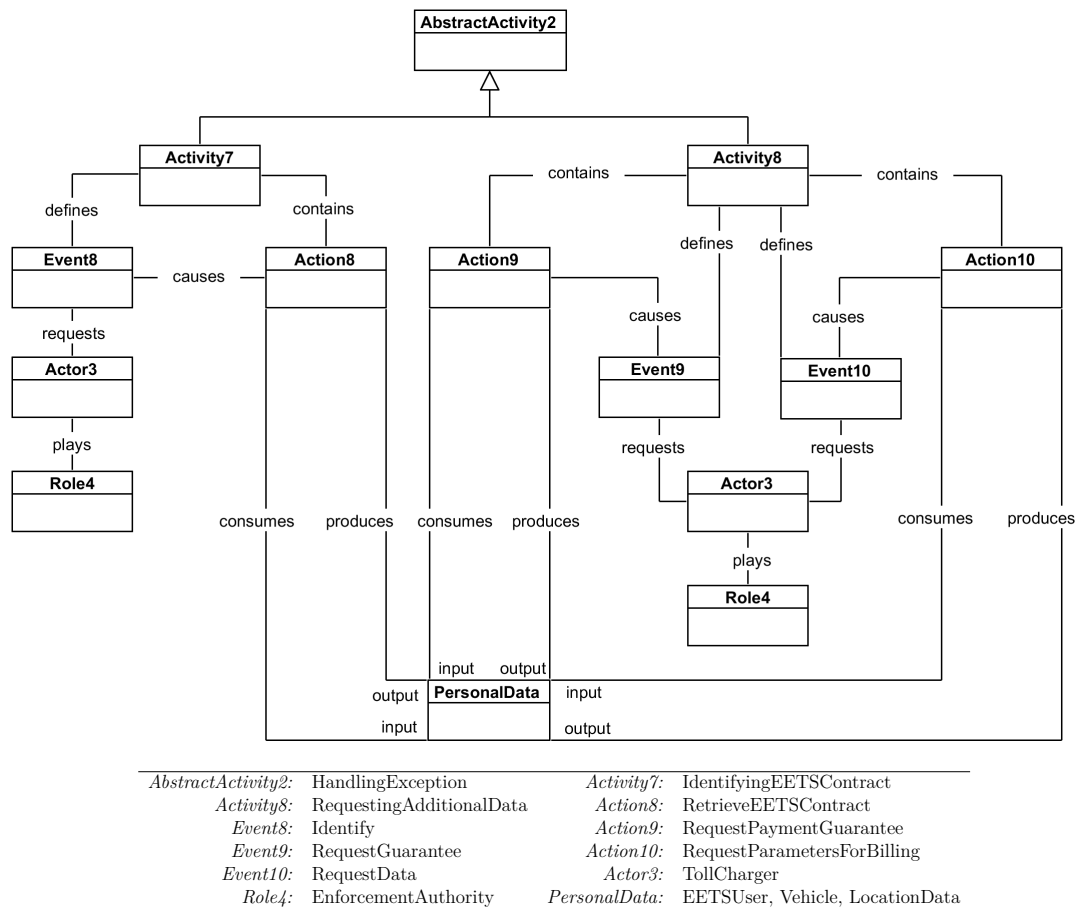 AbstractActivity2
Activity7
Activity8
contains
contains
defines
contains
defines
defines
Event8
causes
Action8
Action9
Action10
requests
causes
causes
Actor3
Event9
Event10
plays
requests
requests
Role4
Actor3
consumes
produces
consumes
produces
consumes
produces
plays
Role4
input
output
output
PersonalData
input
input
output
AbstractActivity2: HandlingException Activity7: IdentifyingEETSContract
Activity8: RequestingAdditionalData Action8: RetrieveEETSContract
Event8: Identify Action9: RequestPaymentGuarantee
Event9: RequestGuarantee Action10: RequestParametersForBilling
Event10: RequestData Actor3: TollCharger
Role4: EnforcementAuthority PersonalData: EETSUser, Vehicle, LocationData